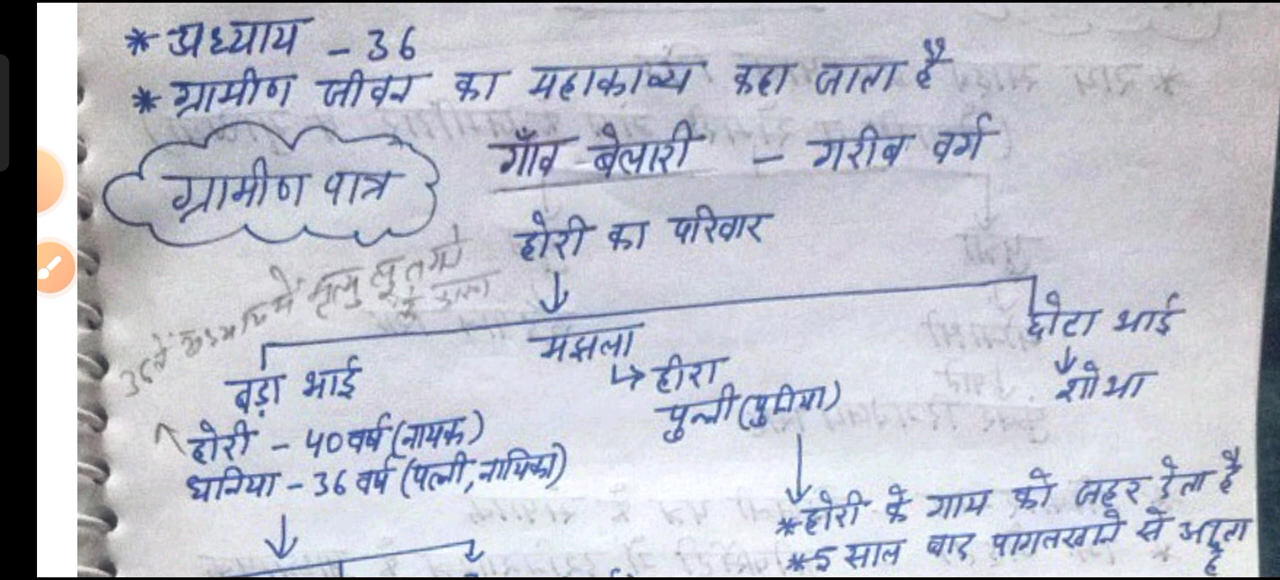 * अध्याय - 36
* ग्रामीण जीवन का महाकाव्य कहा जाता है
ग्रामीण पात्र
गाँव बेलारी - गरीब वर्ग
होरी का परिवार
में मृत्यु लू लगने
के
बड़ा भाई
मझला
छोटा भाई
→ हीरा
पुन्नी (पुनिया)
शोभा
होरी - 40 वर्ष (नायक)
धनिया - 36 वर्ष (पत्नी, नायिका)
* होरी के गाय को जहर देता है
* 5 साल बाद पागलखाने से आता है